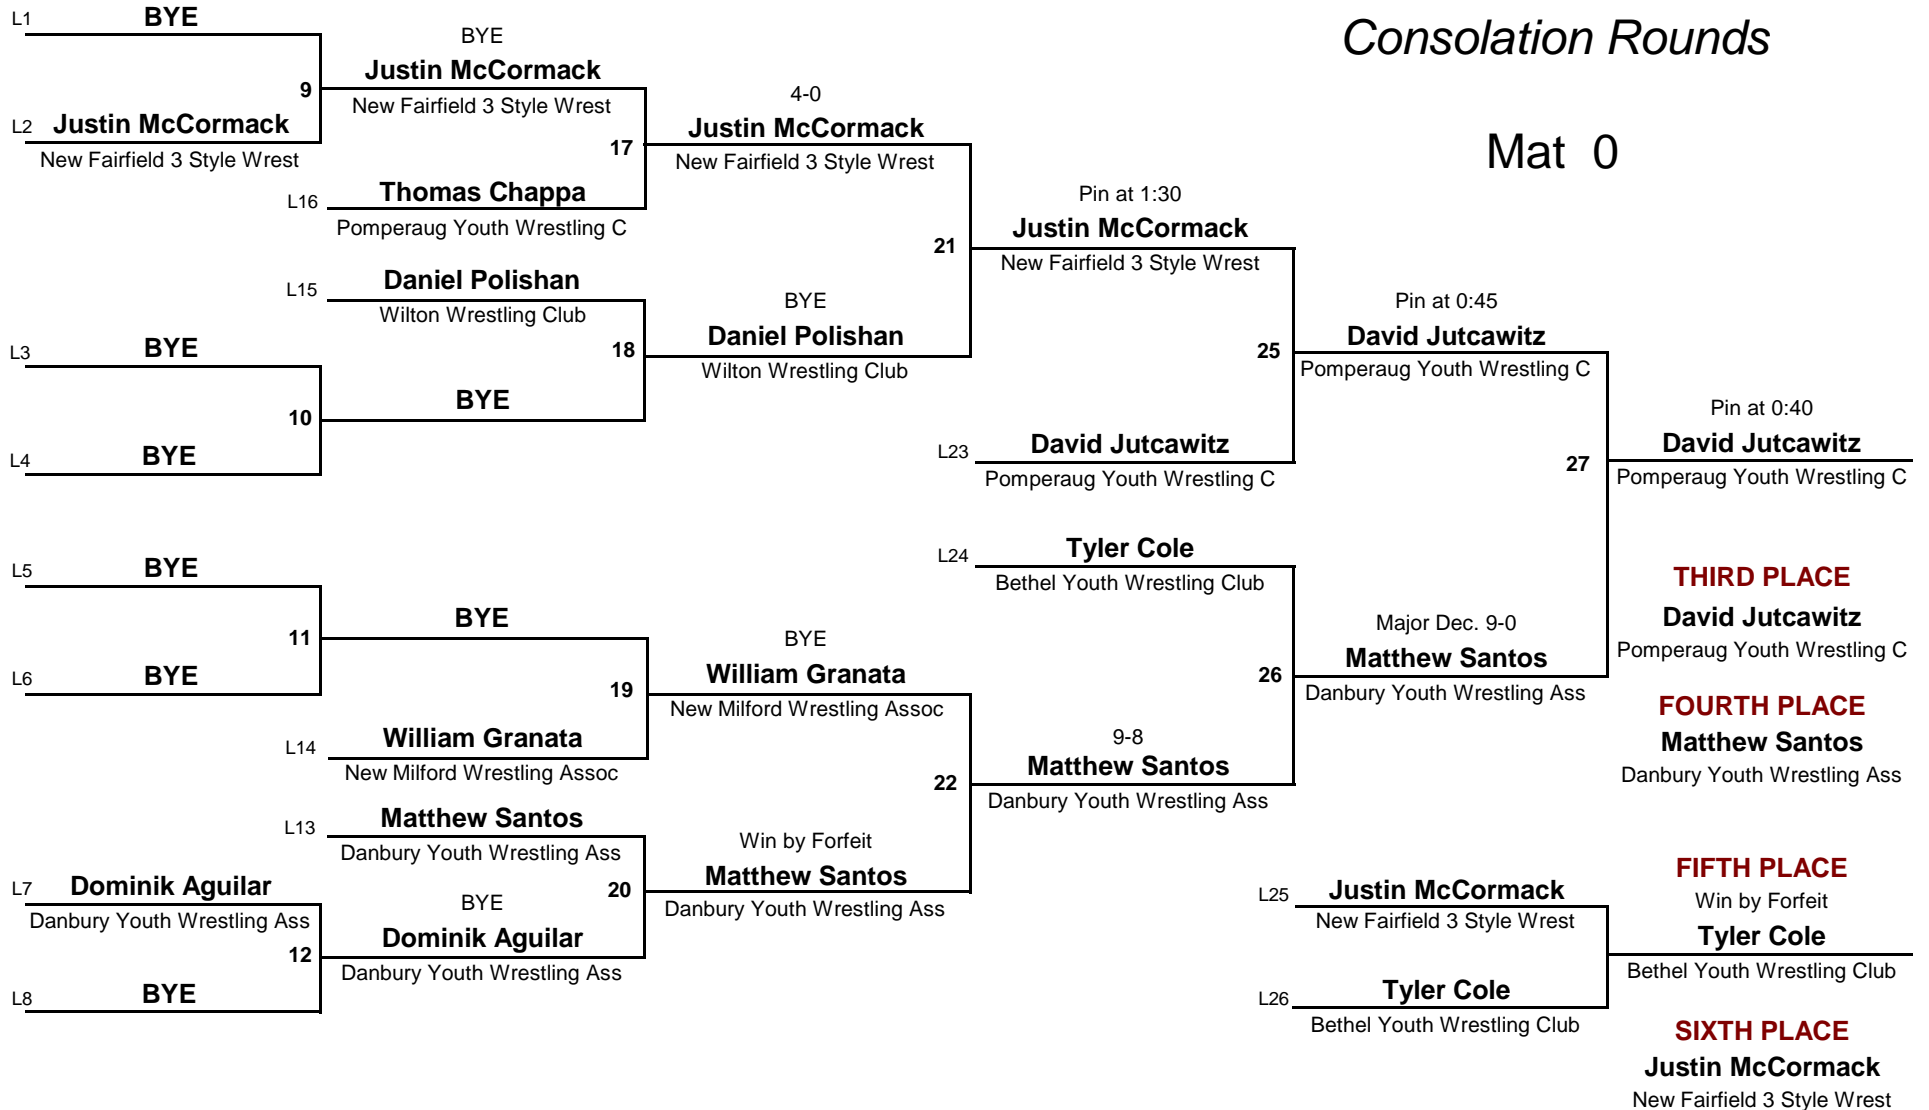 Consolation Rounds
Mat 0
L1 BYE
9
L2 Justin McCormack
New Fairfield 3 Style Wrest
L3 BYE
10
L4 BYE
L5 BYE
11
L6 BYE
L7 Dominik Aguilar
Danbury Youth Wrestling Ass
12
L8 BYE
BYE
Justin McCormack
New Fairfield 3 Style Wrest
17
L16 Thomas Chappa
Pomperaug Youth Wrestling C
L15 Daniel Polishan
Wilton Wrestling Club
18
BYE
BYE
19
L14 William Granata
New Milford Wrestling Assoc
L13 Matthew Santos
Danbury Youth Wrestling Ass
20
BYE
Dominik Aguilar
Danbury Youth Wrestling Ass
4-0
Justin McCormack
New Fairfield 3 Style Wrest
21
BYE
Daniel Polishan
Wilton Wrestling Club
BYE
William Granata
New Milford Wrestling Assoc
22
Win by Forfeit
Matthew Santos
Danbury Youth Wrestling Ass
Pin at 1:30
Justin McCormack
New Fairfield 3 Style Wrest
25
L23 David Jutcawitz
Pomperaug Youth Wrestling C
L24 Tyler Cole
Bethel Youth Wrestling Club
26
9-8
Matthew Santos
Danbury Youth Wrestling Ass
Pin at 0:45
David Jutcawitz
Pomperaug Youth Wrestling C
27
Major Dec. 9-0
Matthew Santos
Danbury Youth Wrestling Ass
L25 Justin McCormack
New Fairfield 3 Style Wrest
L26 Tyler Cole
Bethel Youth Wrestling Club
Pin at 0:40
David Jutcawitz
Pomperaug Youth Wrestling C
THIRD PLACE
David Jutcawitz
Pomperaug Youth Wrestling C
FOURTH PLACE
Matthew Santos
Danbury Youth Wrestling Ass
FIFTH PLACE
Win by Forfeit
Tyler Cole
Bethel Youth Wrestling Club
SIXTH PLACE
Justin McCormack
New Fairfield 3 Style Wrest